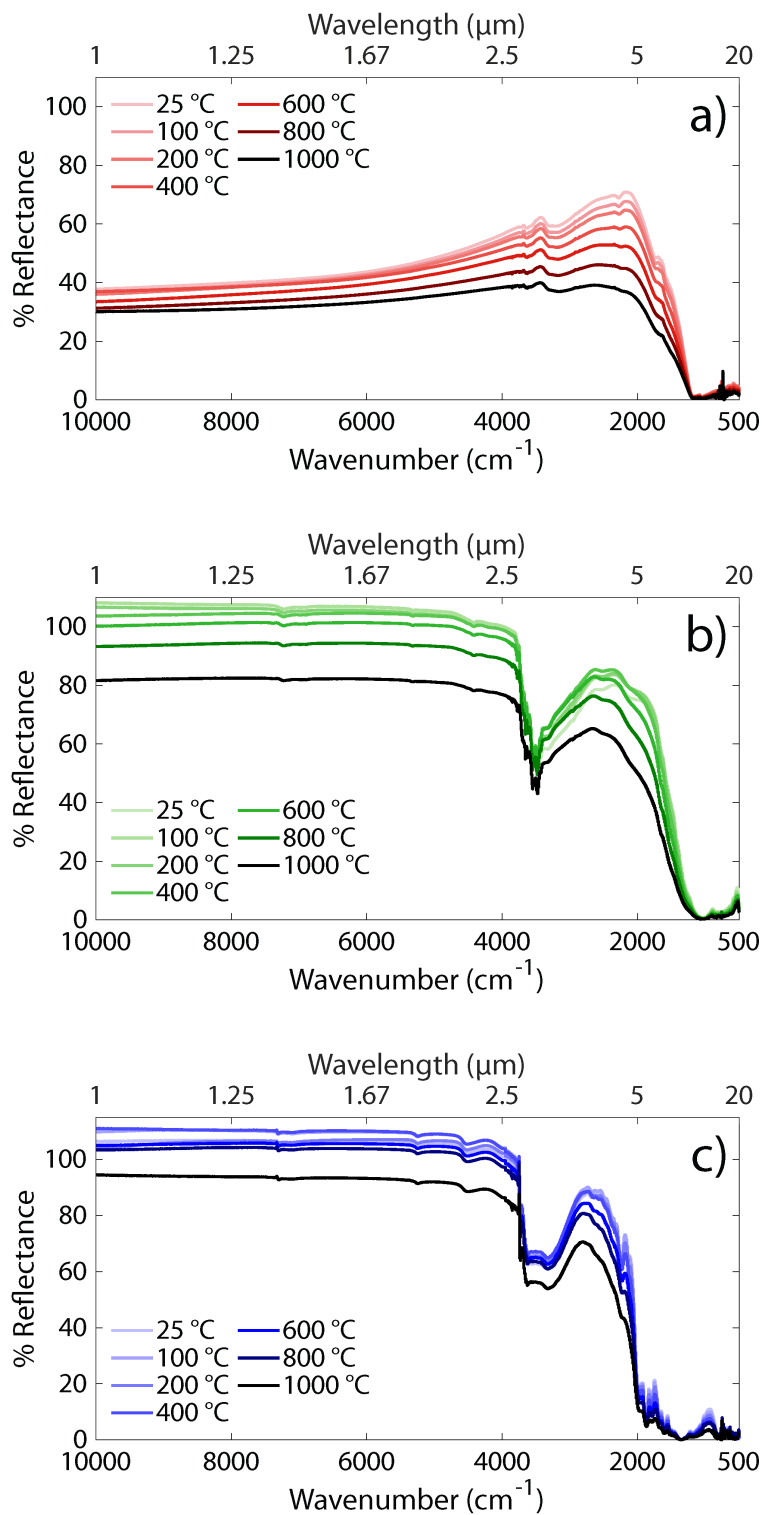 Wavelength (μm)
1 1.25 1.67 2.5 5 20
100
80
60
40
20
0
% Reflectance
25 °C 600 °C
100 °C 800 °C
200 °C 1000 °C
400 °C
a)
10000 8000 6000 4000 2000 500
Wavenumber (cm⁻¹)
Wavelength (μm)
1 1.25 1.67 2.5 5 20
100
80
60
40
20
0
% Reflectance
b)
25 °C 600 °C
100 °C 800 °C
200 °C 1000 °C
400 °C
10000 8000 6000 4000 2000 500
Wavenumber (cm⁻¹)
Wavelength (μm)
1 1.25 1.67 2.5 5 20
100
80
60
40
20
0
% Reflectance
c)
25 °C 600 °C
100 °C 800 °C
200 °C 1000 °C
400 °C
10000 8000 6000 4000 2000 500
Wavenumber (cm⁻¹)